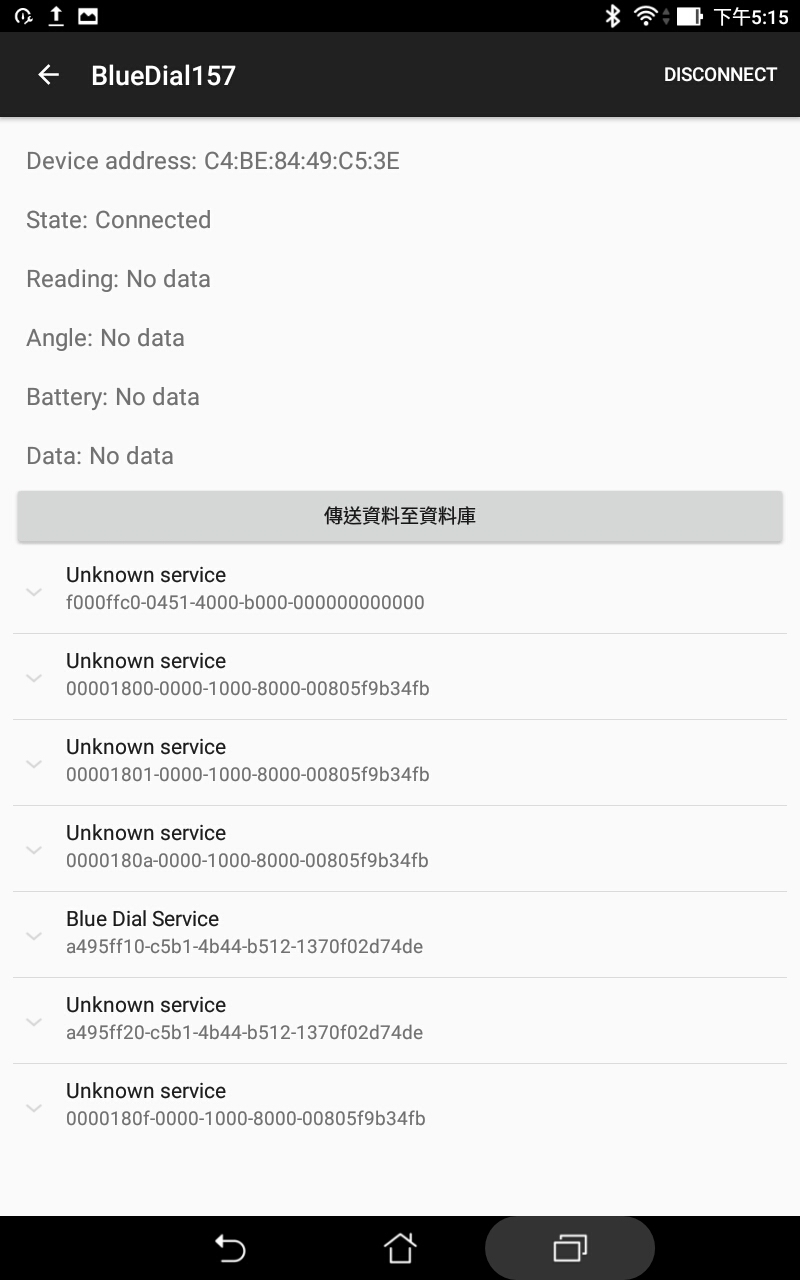 下午5:15
BlueDial157
DISCONNECT
Device address: C4:BE:84:49:C5:3E
State: Connected
Reading: No data
Angle: No data
Battery: No data
Data: No data
傳送資料至資料庫
Unknown service
f000ffc0-0451-4000-b000-000000000000
Unknown service
00001800-0000-1000-8000-00805f9b34fb
Unknown service
00001801-0000-1000-8000-00805f9b34fb
Unknown service
0000180a-0000-1000-8000-00805f9b34fb
Blue Dial Service
a495ff10-c5b1-4b44-b512-1370f02d74de
Unknown service
a495ff20-c5b1-4b44-b512-1370f02d74de
Unknown service
0000180f-0000-1000-8000-00805f9b34fb